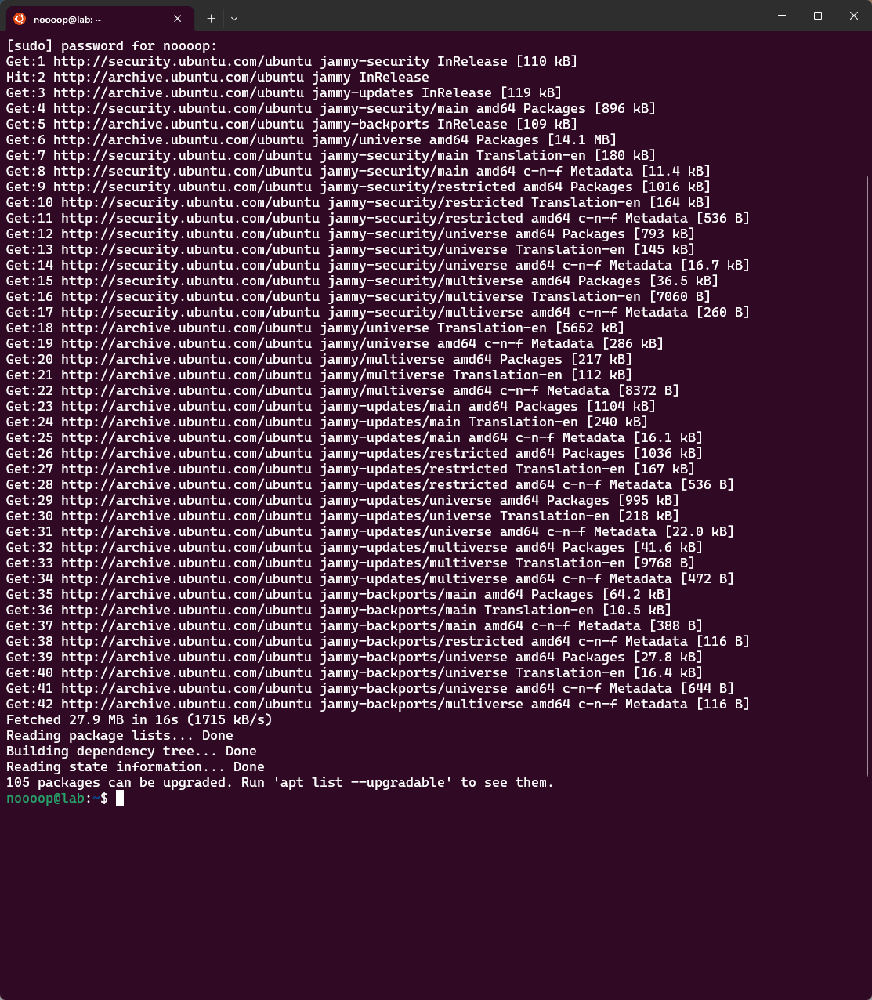 noooop@lab: ~
[sudo] password for noooop:
Get:1 http://security.ubuntu.com/ubuntu jammy-security InRelease [110 kB]
Hit:2 http://archive.ubuntu.com/ubuntu jammy InRelease
Get:3 http://archive.ubuntu.com/ubuntu jammy-updates InRelease [119 kB]
Get:4 http://security.ubuntu.com/ubuntu jammy-security/main amd64 Packages [896 kB]
Get:5 http://archive.ubuntu.com/ubuntu jammy-backports InRelease [109 kB]
Get:6 http://archive.ubuntu.com/ubuntu jammy/universe amd64 Packages [14.1 MB]
Get:7 http://security.ubuntu.com/ubuntu jammy-security/main Translation-en [180 kB]
Get:8 http://security.ubuntu.com/ubuntu jammy-security/main amd64 c-n-f Metadata [11.4 kB]
Get:9 http://security.ubuntu.com/ubuntu jammy-security/restricted amd64 Packages [1016 kB]
Get:10 http://security.ubuntu.com/ubuntu jammy-security/restricted Translation-en [164 kB]
Get:11 http://security.ubuntu.com/ubuntu jammy-security/restricted amd64 c-n-f Metadata [536 B]
Get:12 http://security.ubuntu.com/ubuntu jammy-security/universe amd64 Packages [793 kB]
Get:13 http://security.ubuntu.com/ubuntu jammy-security/universe Translation-en [145 kB]
Get:14 http://security.ubuntu.com/ubuntu jammy-security/universe amd64 c-n-f Metadata [16.7 kB]
Get:15 http://security.ubuntu.com/ubuntu jammy-security/multiverse amd64 Packages [36.5 kB]
Get:16 http://security.ubuntu.com/ubuntu jammy-security/multiverse Translation-en [7060 B]
Get:17 http://security.ubuntu.com/ubuntu jammy-security/multiverse amd64 c-n-f Metadata [260 B]
Get:18 http://archive.ubuntu.com/ubuntu jammy/universe Translation-en [5652 kB]
Get:19 http://archive.ubuntu.com/ubuntu jammy/universe amd64 c-n-f Metadata [286 kB]
Get:20 http://archive.ubuntu.com/ubuntu jammy/multiverse amd64 Packages [217 kB]
Get:21 http://archive.ubuntu.com/ubuntu jammy/multiverse Translation-en [112 kB]
Get:22 http://archive.ubuntu.com/ubuntu jammy/multiverse amd64 c-n-f Metadata [8372 B]
Get:23 http://archive.ubuntu.com/ubuntu jammy-updates/main amd64 Packages [1104 kB]
Get:24 http://archive.ubuntu.com/ubuntu jammy-updates/main Translation-en [240 kB]
Get:25 http://archive.ubuntu.com/ubuntu jammy-updates/main amd64 c-n-f Metadata [16.1 kB]
Get:26 http://archive.ubuntu.com/ubuntu jammy-updates/restricted amd64 Packages [1036 kB]
Get:27 http://archive.ubuntu.com/ubuntu jammy-updates/restricted Translation-en [167 kB]
Get:28 http://archive.ubuntu.com/ubuntu jammy-updates/restricted amd64 c-n-f Metadata [536 B]
Get:29 http://archive.ubuntu.com/ubuntu jammy-updates/universe amd64 Packages [995 kB]
Get:30 http://archive.ubuntu.com/ubuntu jammy-updates/universe Translation-en [218 kB]
Get:31 http://archive.ubuntu.com/ubuntu jammy-updates/universe amd64 c-n-f Metadata [22.0 kB]
Get:32 http://archive.ubuntu.com/ubuntu jammy-updates/multiverse amd64 Packages [41.6 kB]
Get:33 http://archive.ubuntu.com/ubuntu jammy-updates/multiverse Translation-en [9768 B]
Get:34 http://archive.ubuntu.com/ubuntu jammy-updates/multiverse amd64 c-n-f Metadata [472 B]
Get:35 http://archive.ubuntu.com/ubuntu jammy-backports/main amd64 Packages [64.2 kB]
Get:36 http://archive.ubuntu.com/ubuntu jammy-backports/main Translation-en [10.5 kB]
Get:37 http://archive.ubuntu.com/ubuntu jammy-backports/main amd64 c-n-f Metadata [388 B]
Get:38 http://archive.ubuntu.com/ubuntu jammy-backports/restricted amd64 c-n-f Metadata [116 B]
Get:39 http://archive.ubuntu.com/ubuntu jammy-backports/universe amd64 Packages [27.8 kB]
Get:40 http://archive.ubuntu.com/ubuntu jammy-backports/universe Translation-en [16.4 kB]
Get:41 http://archive.ubuntu.com/ubuntu jammy-backports/universe amd64 c-n-f Metadata [644 B]
Get:42 http://archive.ubuntu.com/ubuntu jammy-backports/multiverse amd64 c-n-f Metadata [116 B]
Fetched 27.9 MB in 16s (1715 kB/s)
Reading package lists... Done
Building dependency tree... Done
Reading state information... Done
105 packages can be upgraded. Run 'apt list --upgradable' to see them.
noooop@lab:~$